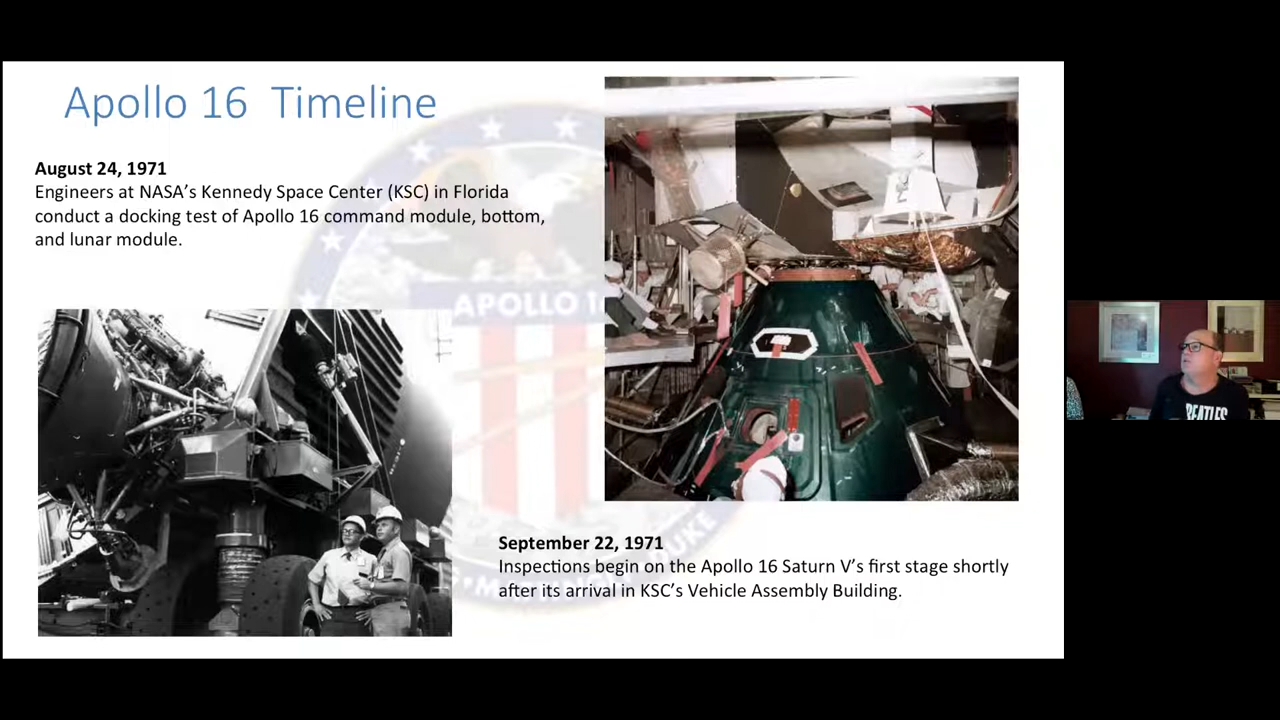 Apollo 16 Timeline
August 24, 1971
Engineers at NASA's Kennedy Space Center (KSC) in Florida
conduct a docking test of Apollo 16 command module, bottom,
and lunar module.
APOLLO 1
DUKE
September 22, 1971
Inspections begin on the Apollo 16 Saturn V's first stage shortly
after its arrival in KSC's Vehicle Assembly Building.
BEATLES